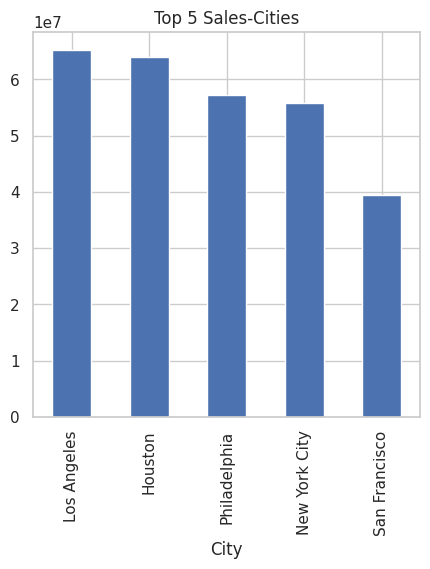 Top 5 Sales-Cities
1e7
6
5
4
3
2
1
0
Los Angeles
Houston
Philadelphia
New York City
San Francisco
City